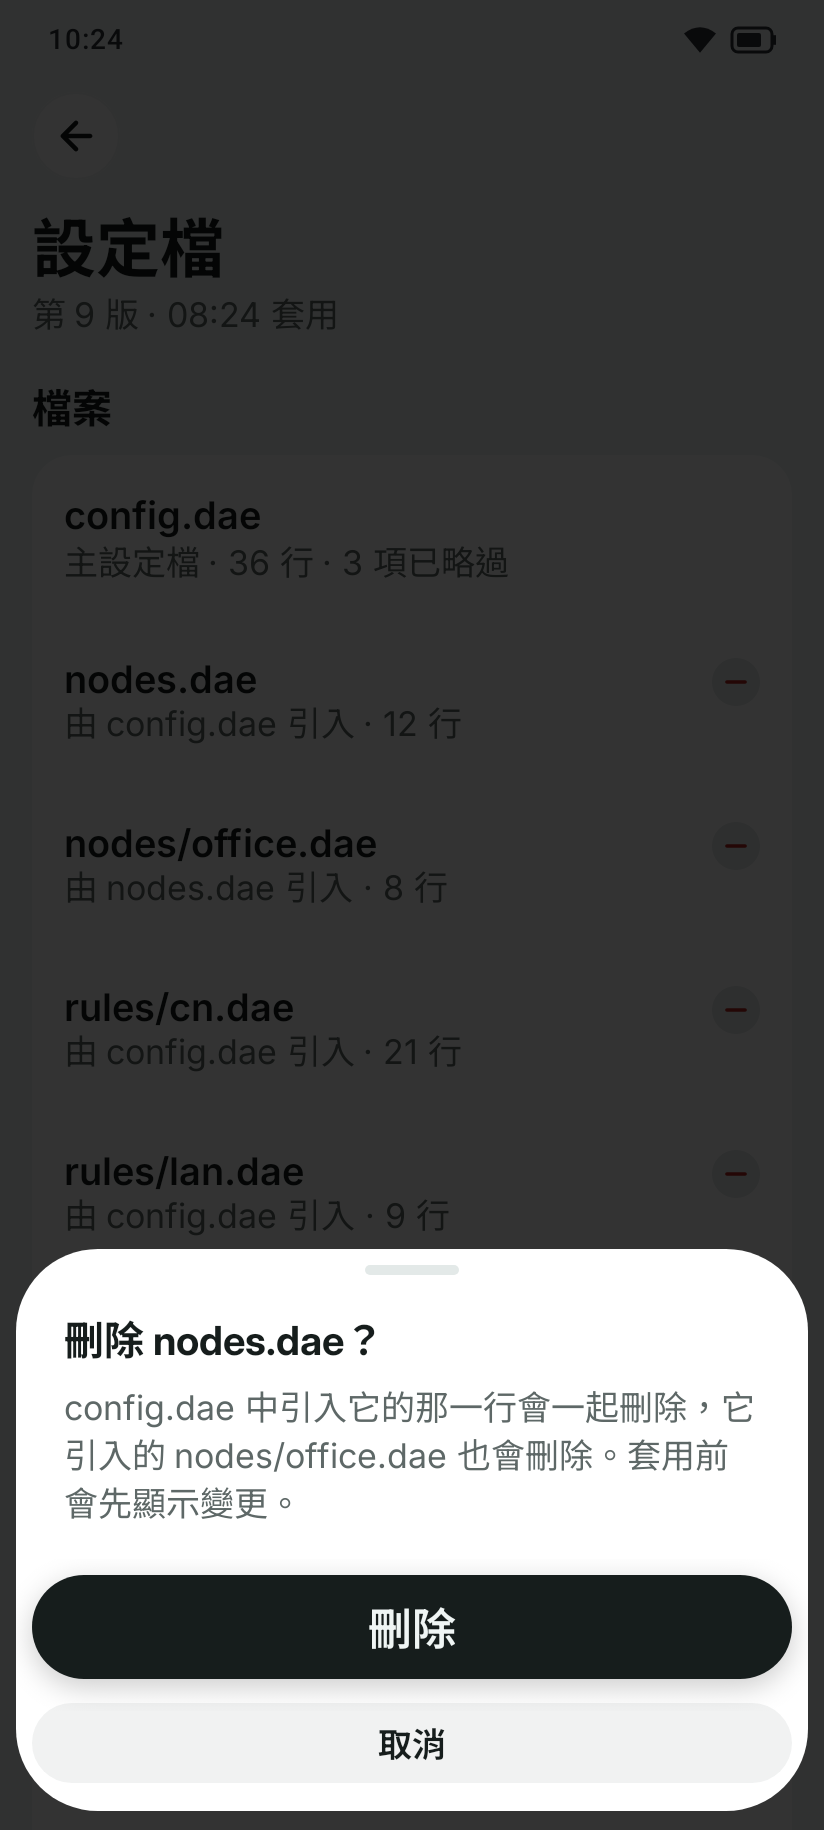 10:24
設定檔
第 9 版 · 08:24 套用
檔案
config.dae
主設定檔 · 36 行 · 3 項已略過
nodes.dae
由 config.dae 引入 · 12 行
nodes/office.dae
由 nodes.dae 引入 · 8 行
rules/cn.dae
由 config.dae 引入 · 21 行
rules/lan.dae
由 config.dae 引入 · 9 行
刪除 nodes.dae？
config.dae 中引入它的那一行會一起刪除，它
引入的 nodes/office.dae 也會刪除。套用前
會先顯示變更。
刪除
取消